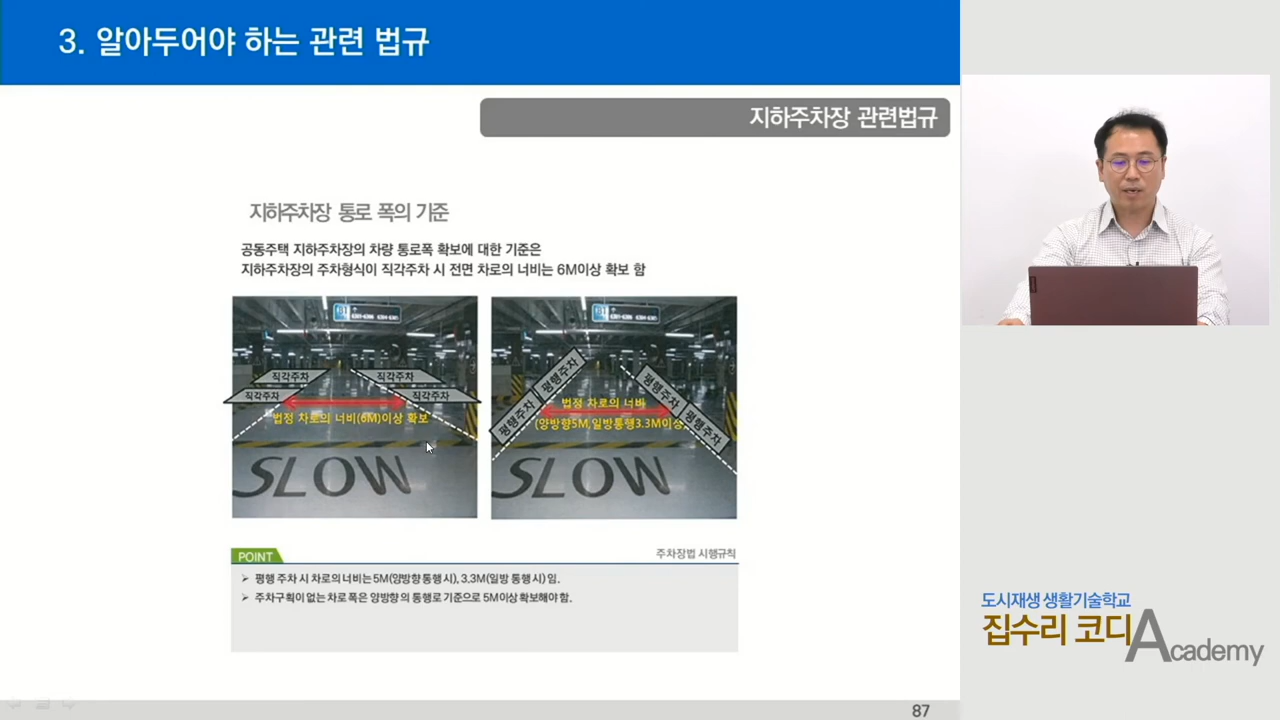 3. 알아두어야 하는 관련 법규
지하주차장 관련법규
지하주차장 통로 폭의 기준
공동주택 지하주차장의 차량 통로폭 확보에 대한 기준은
지하주차장의 주차형식이 직각주차 시 전면 차로의 너비는 6M이상 확보 함
직각주차
직각주차
직각주차
직각주차
법정 차로의 너비(6M)이상 확보
SLOW
평행주차
평행주차
평행주차
평행주차
법정 차로의 너비
(양방향5M,일방통행3.3M이상)
SLOW
POINT
주차장법 시행규칙
➢ 평행 주차 시 차로의 너비는 5M(양방향 통행 시), 3.3M(일방 통행 시) 임.
➢ 주차구획이 없는 차로 폭은 양방향의 통행로 기준으로 5M이상 확보해야 함.
87
도시재생 생활기술학교
집수리 코디Academy